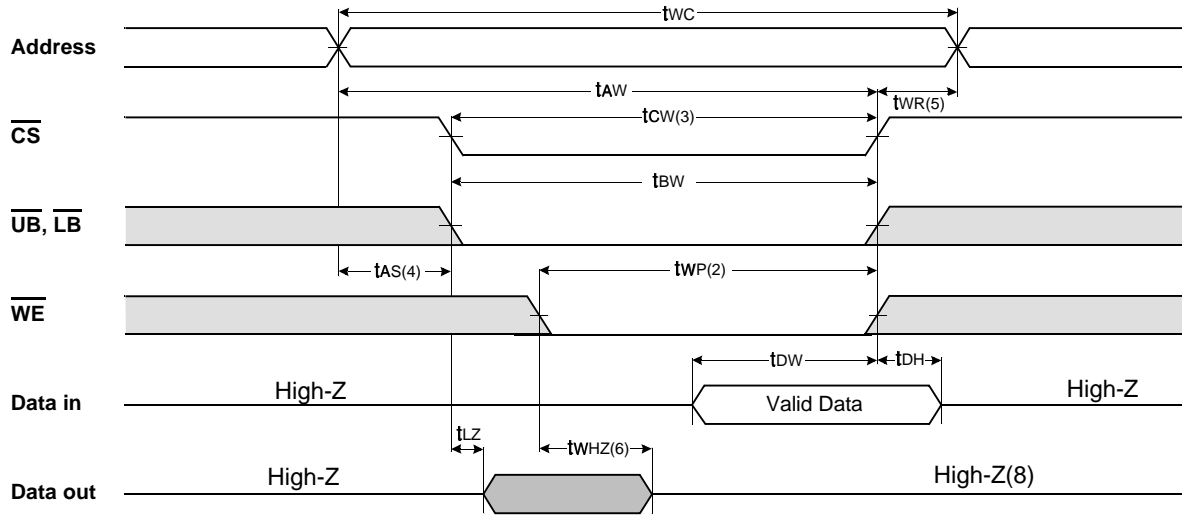 tWC
Address
tAW
tWR(5)
tCW(3)
CS
tBW
UB, LB
tAS(4)
tWP(2)
WE
tDW
tDH
High-Z
Valid Data
High-Z
Data in
tLZ
tWHZ(6)
High-Z
High-Z(8)
Data out